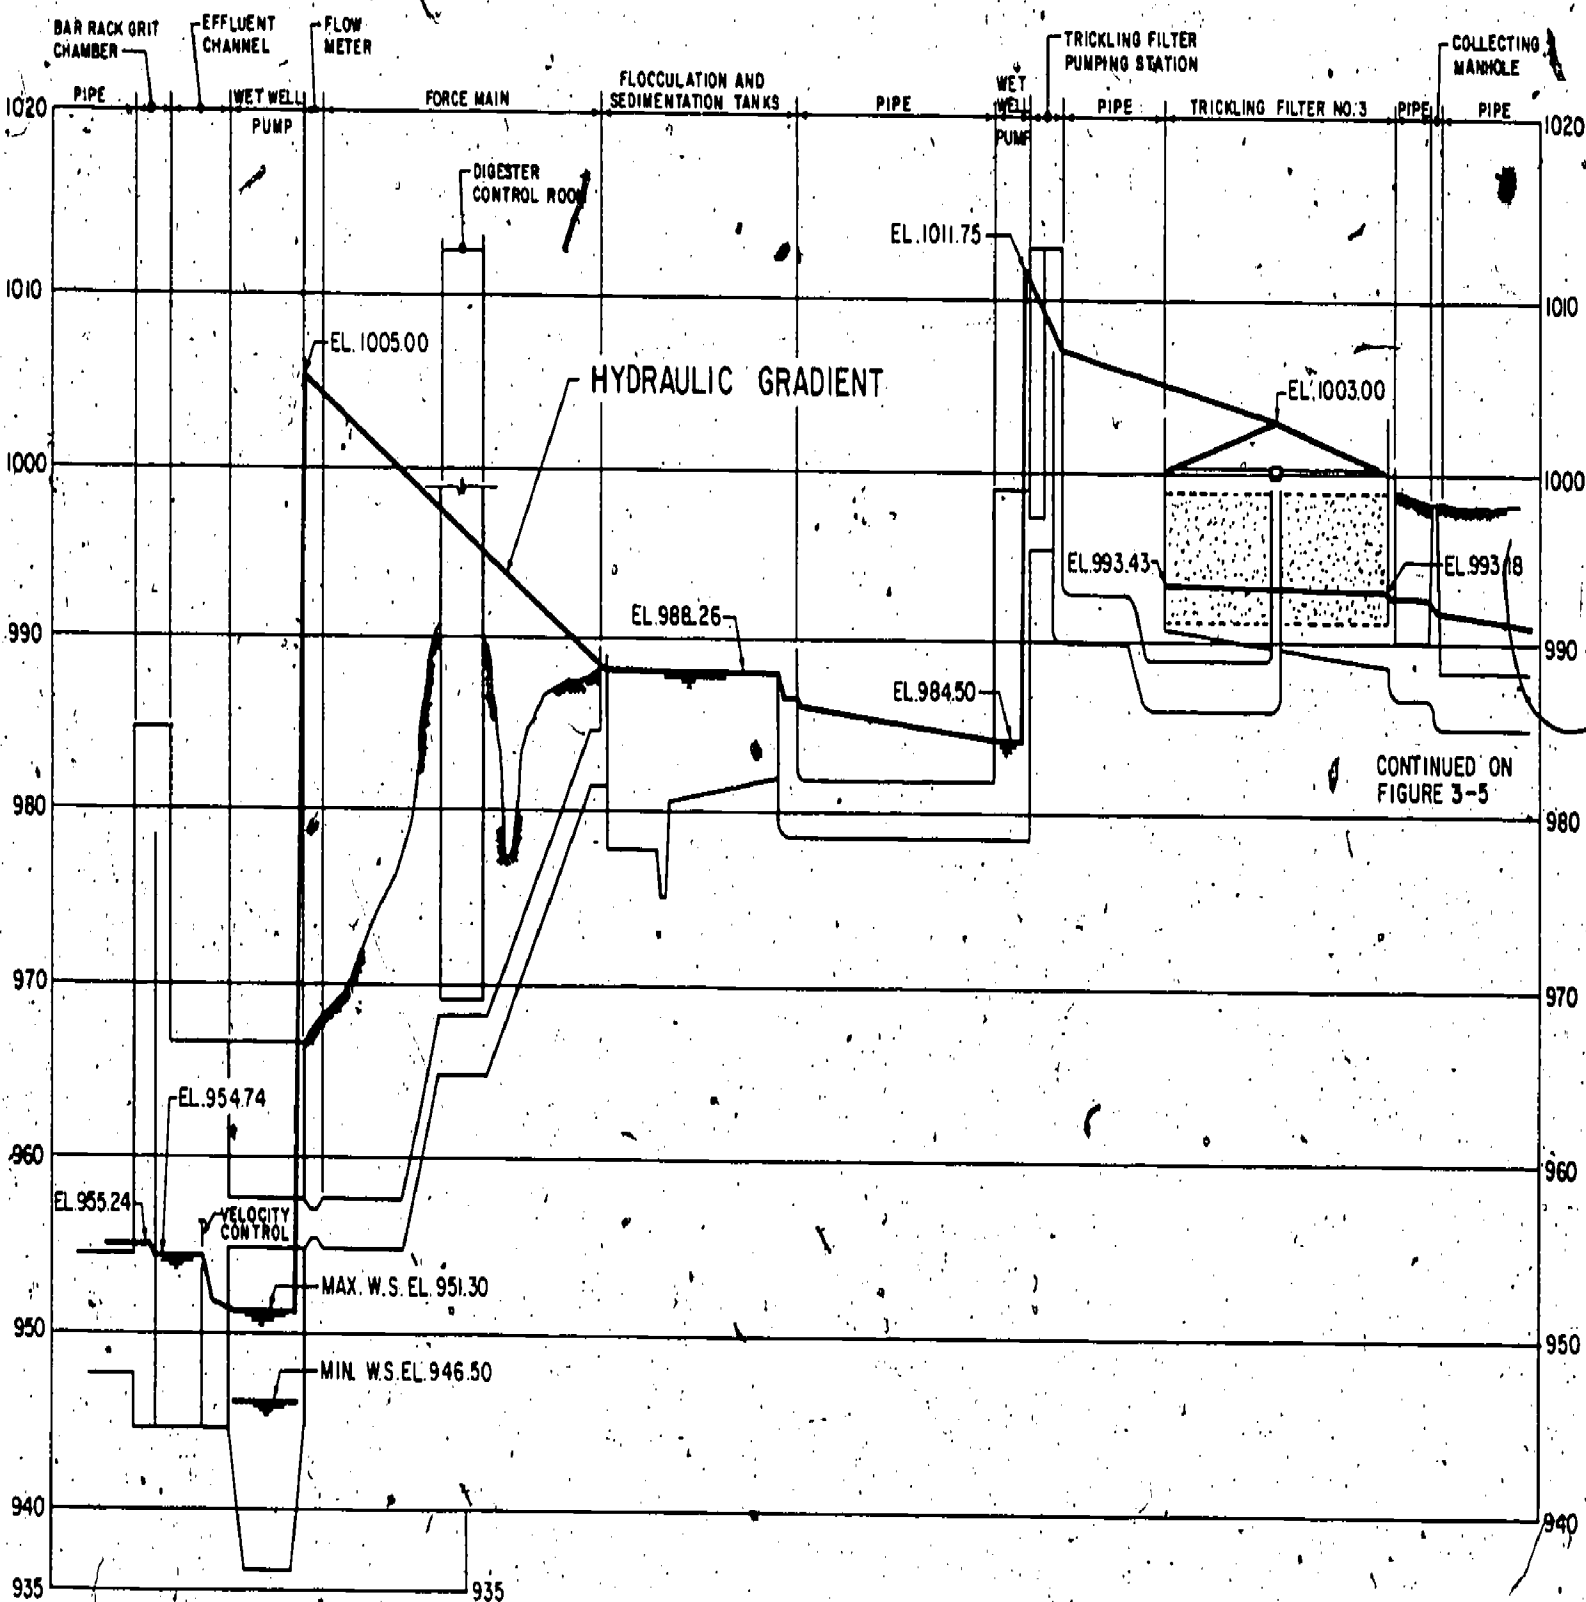 BAR RACK GRIT
CHAMBER
EFFLUENT
CHANNEL
FLOW
METER
TRICKLING FILTER
PUMPING STATION
COLLECTING
MANHOLE
PIPE
WET WELL
PUMP
FORCE MAIN
FLOCCULATION AND
SEDIMENTATION TANKS
PIPE
WET
WELL
PUMP
PIPE
TRICKLING FILTER NO.3
PIPE
PIPE
1020
1020
DIGESTER
CONTROL ROOM
EL.1011.75
1010
1010
EL.1005.00
HYDRAULIC GRADIENT
EL.1003.00
1000
1000
EL.993.43
EL.993.18
990
EL.988.26
990
EL.984.50
CONTINUED ON
FIGURE 3-5
980
980
970
970
EL.954.74
960
960
EL.955.24
VELOCITY
CONTROL
MAX. W.S. EL.951.30
950
950
MIN. W.S. EL.946.50
940
940
935
935